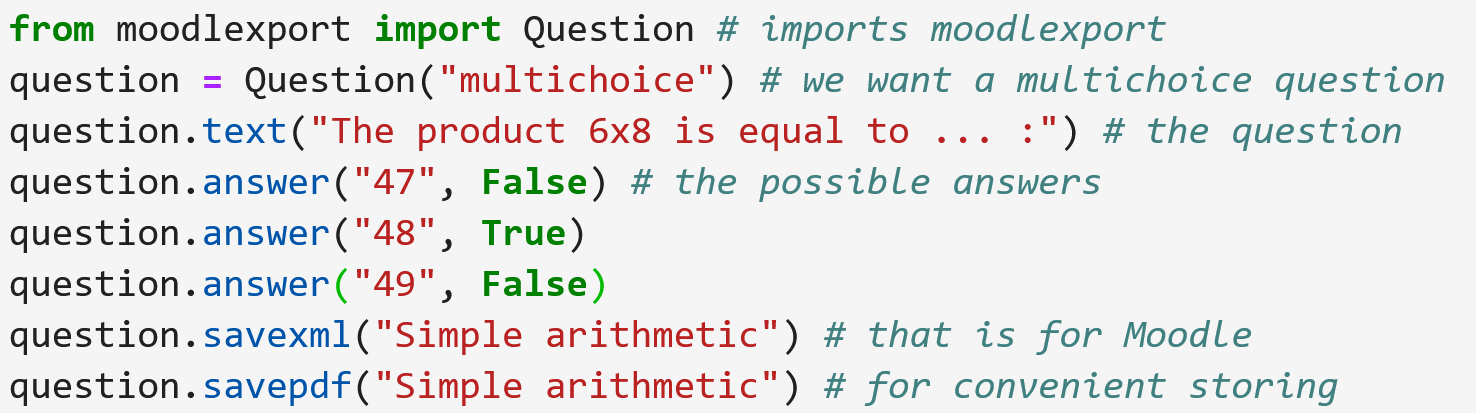 from moodlexport import Question # imports moodlexport
question = Question("multichoice") # we want a multichoice question
question.text("The product 6x8 is equal to ... :") # the question
question.answer("47", False) # the possible answers
question.answer("48", True)
question.answer("49", False)
question.savexml("Simple arithmetic") # that is for Moodle
question.savepdf("Simple arithmetic") # for convenient storing